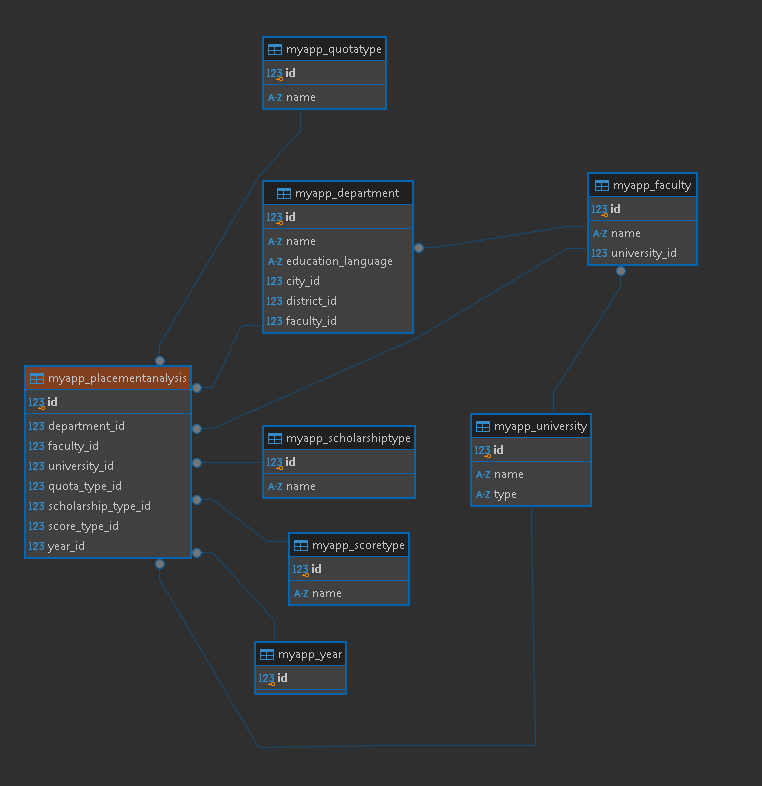 myapp_quotatype
123 id
A-Z name
myapp_department
123 id
A-Z name
A-Z education_language
123 city_id
123 district_id
123 faculty_id
myapp_faculty
123 id
A-Z name
123 university_id
myapp_placementanalysis
123 id
123 department_id
123 faculty_id
123 university_id
123 quota_type_id
123 scholarship_type_id
123 score_type_id
123 year_id
myapp_scholarshiptype
123 id
A-Z name
myapp_university
123 id
A-Z name
A-Z type
myapp_scoretype
123 id
A-Z name
myapp_year
123 id